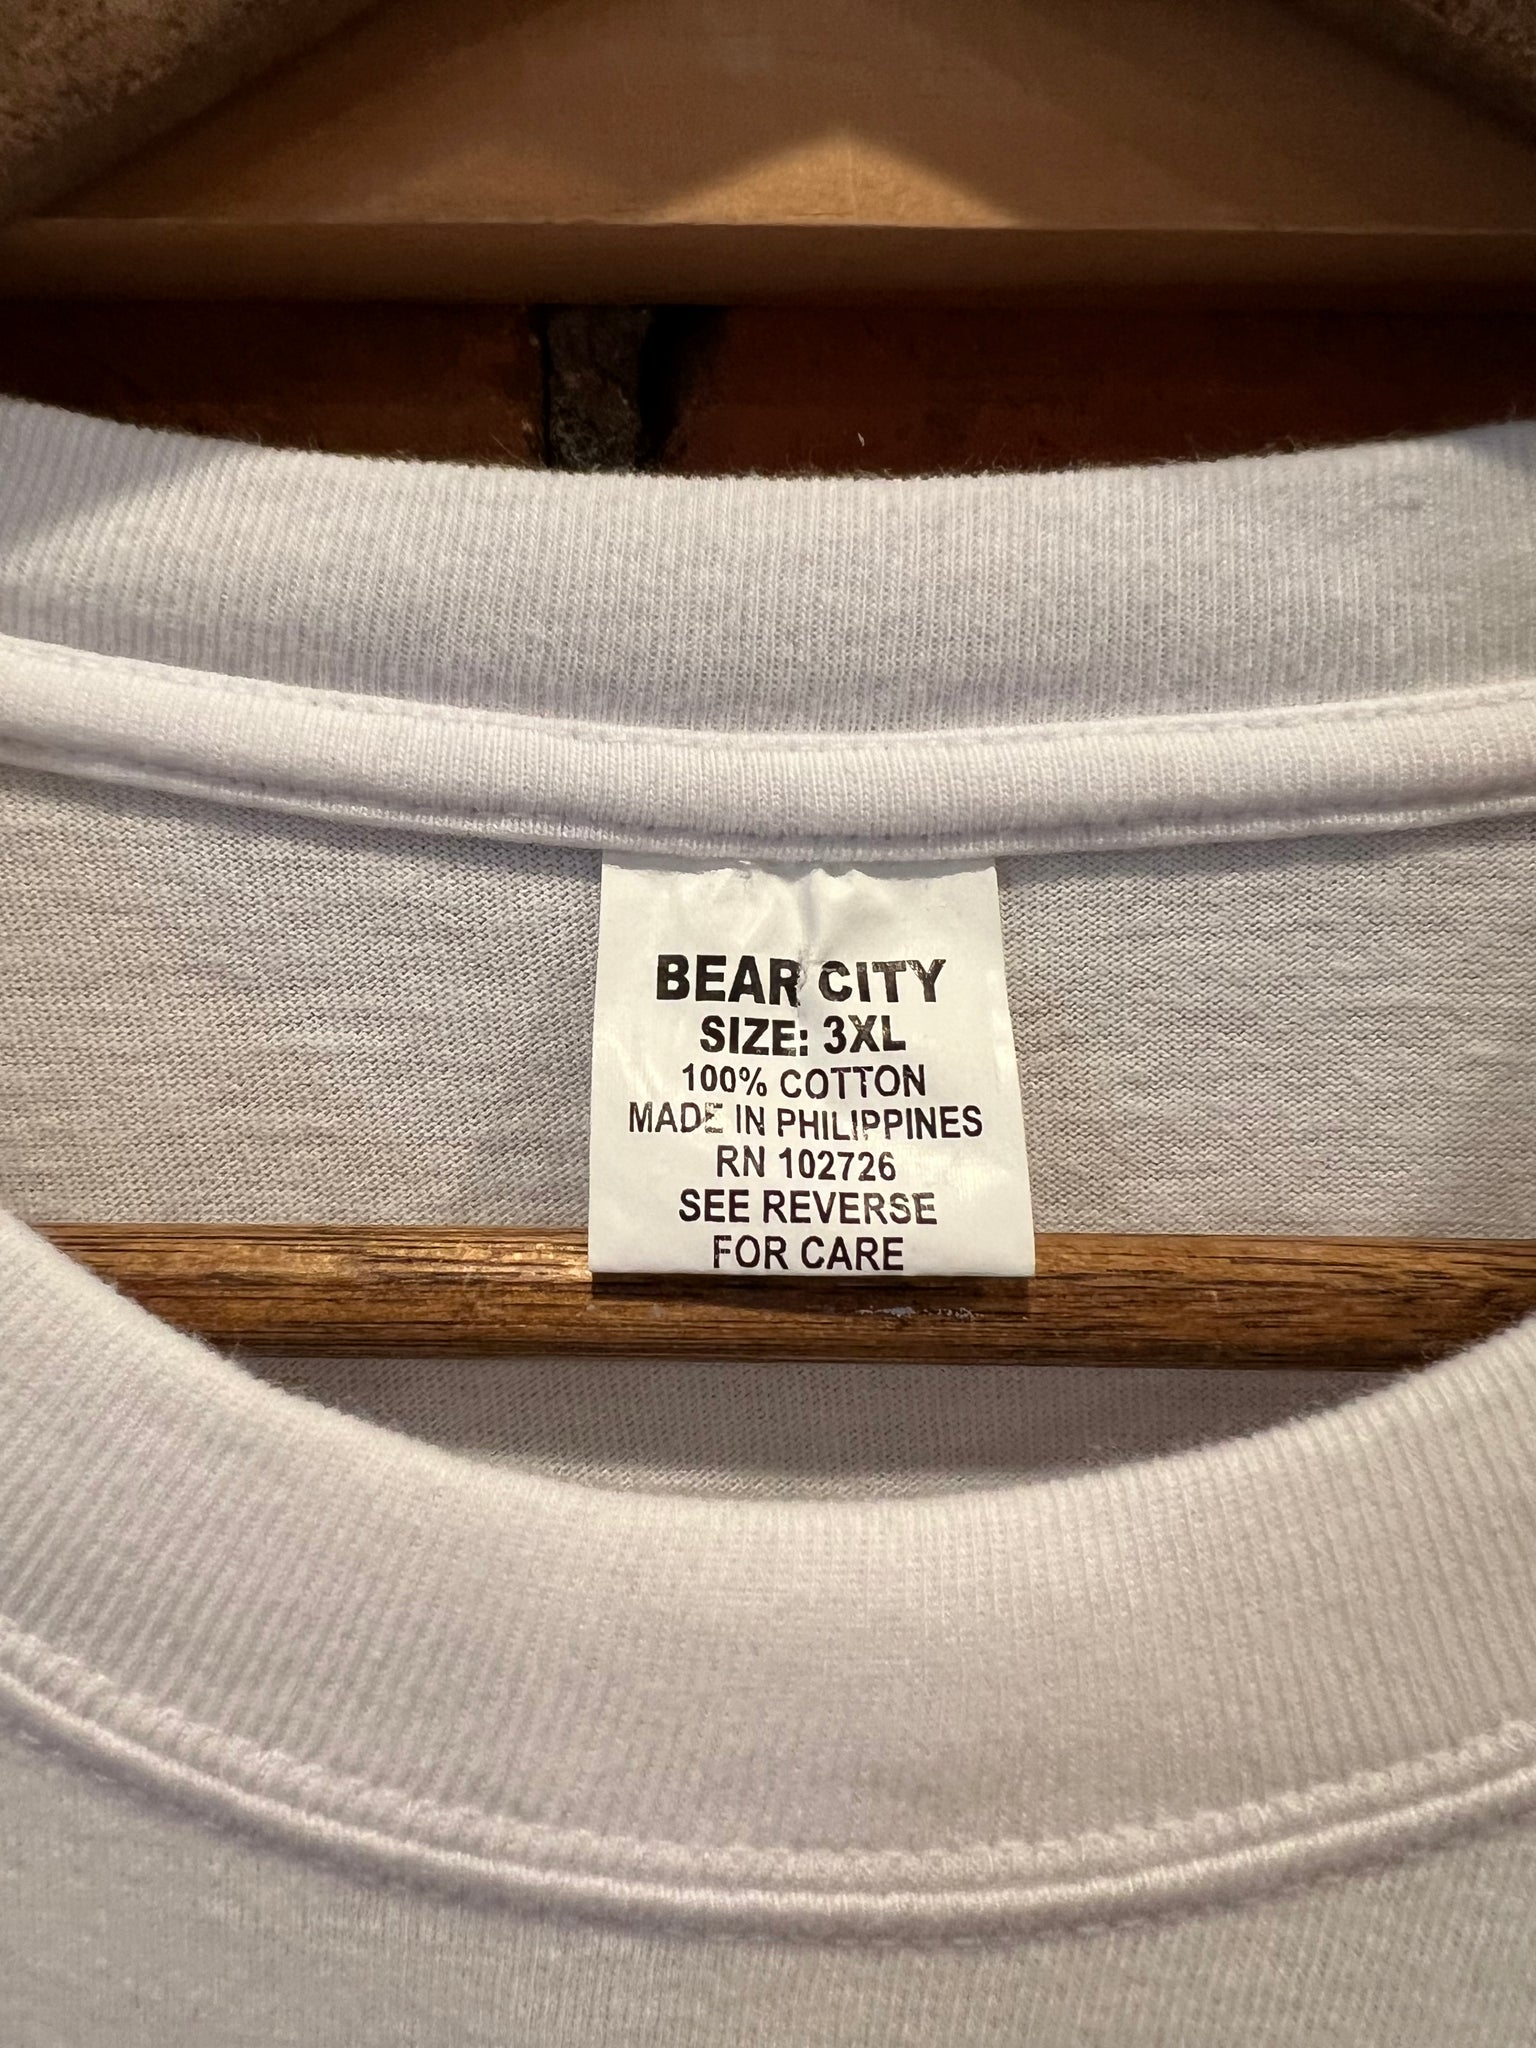 BEAR CITY
SIZE: 3XL
100% COTTON
MADE IN PHILIPPINES
RN 102726
SEE REVERSE
FOR CARE